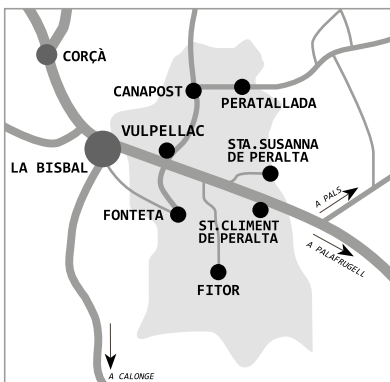 CORÇÀ
CANAPOST
PERATALLADA
VULPELLAC
STA.SUSANNA
DE PERALTA
LA BISBAL
A PALS
FONTETA
ST.CLIMENT
DE PERALTA
A PALAFRUGELL
FITOR
A CALONGE